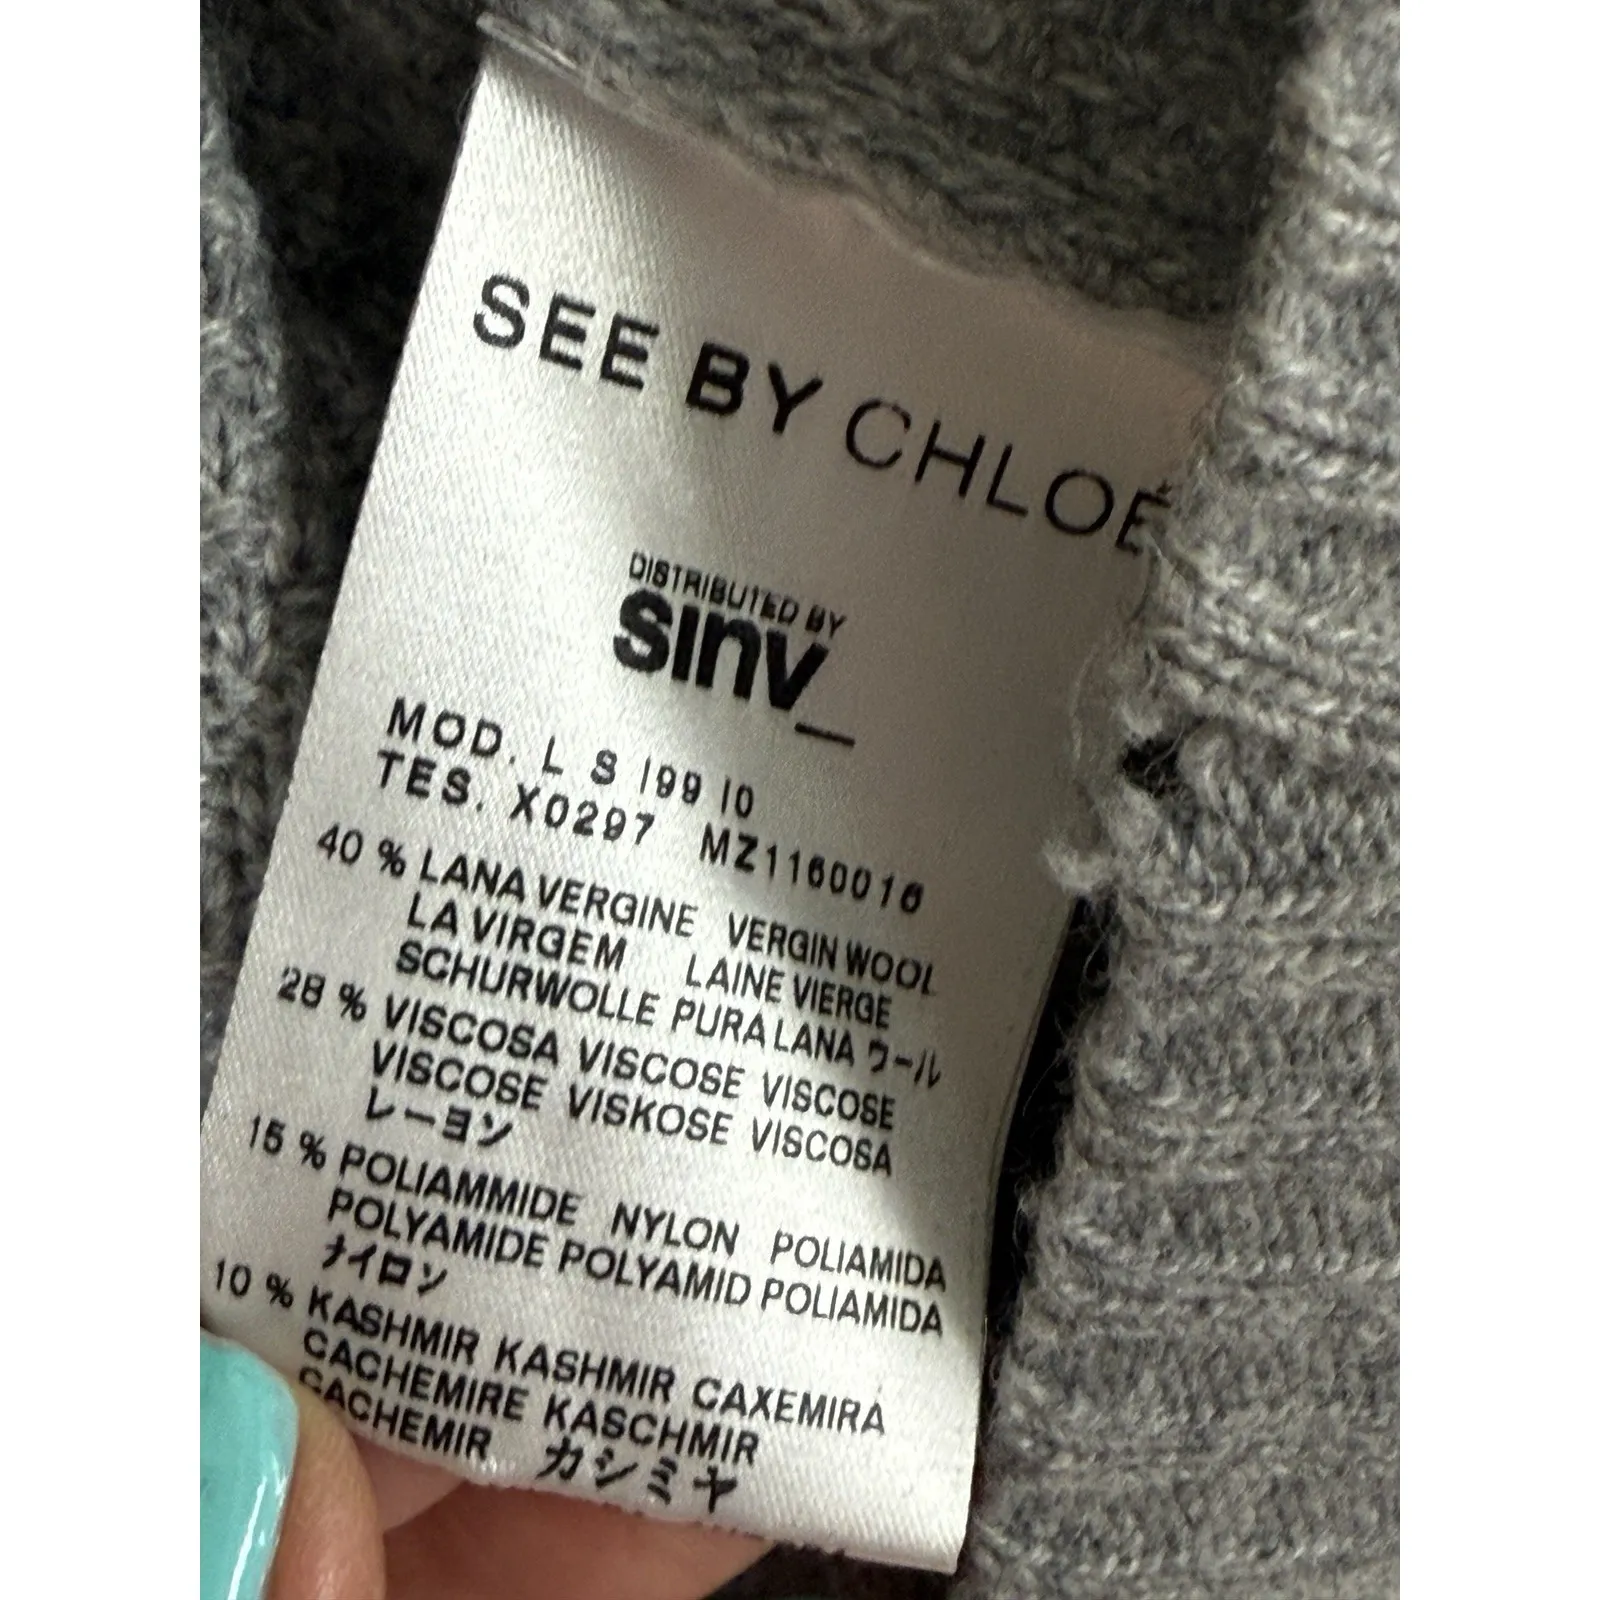 SEE BY CHLOÉ
DISTRIBUTED BY
sinv_
MOD. L S 199 10
TES. X0297 MZ1160016
40 % LANA VERGINE VERGIN WOOL
LA VIRGEM LAINE VIERGE
SCHURWOLLE PURA LANA ウール
28 % VISCOSA VISCOSE VISCOSE
VISCOSE VISKOSE VISCOSA
レーヨン
15 % POLIAMMIDE NYLON POLIAMIDA
POLYAMIDE POLYAMID POLIAMIDA
ナイロン
10 % KASHMIR KASHMIR CAXEMIRA
CACHEMIRE KASCHMIR
CACHEMIR カシミヤ